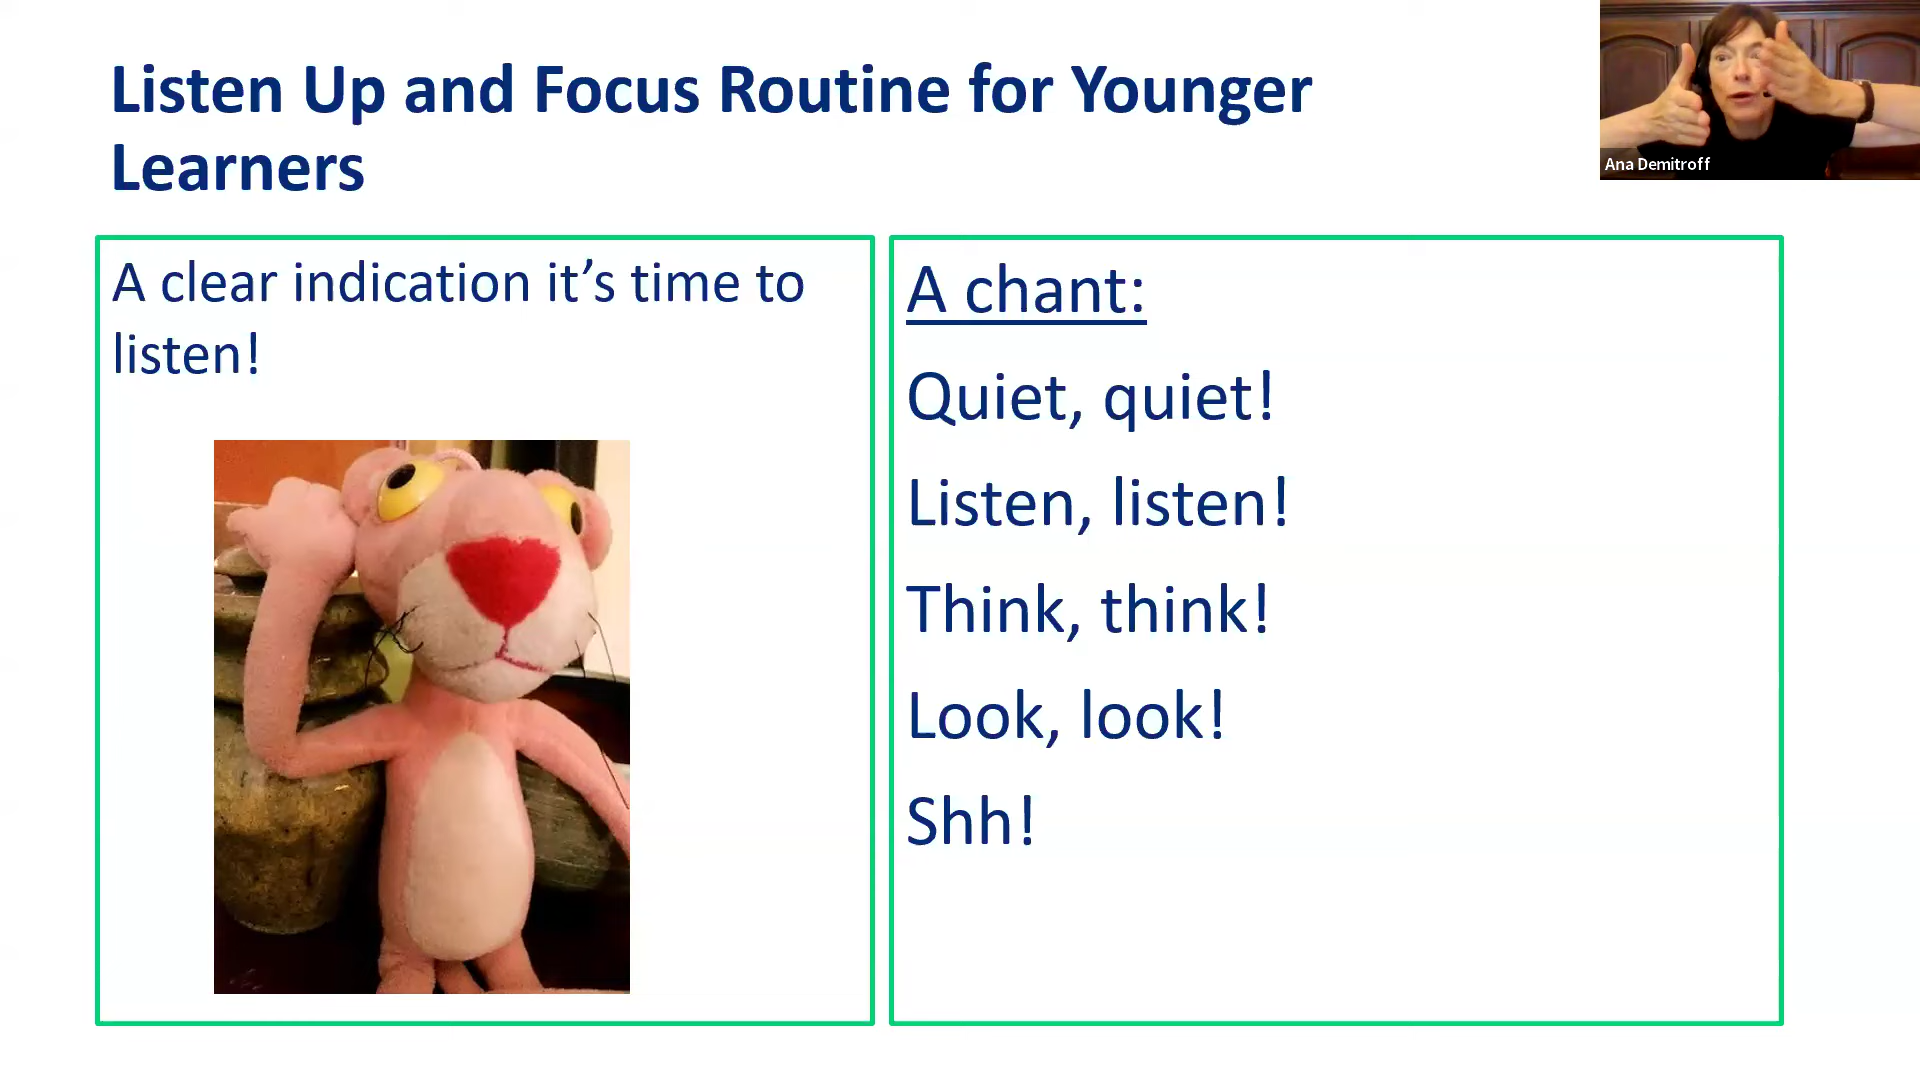 Listen Up and Focus Routine for Younger
Learners
Ana Demitroff
A clear indication it’s time to
listen!
A chant:
Quiet, quiet!
Listen, listen!
Think, think!
Look, look!
Shh!